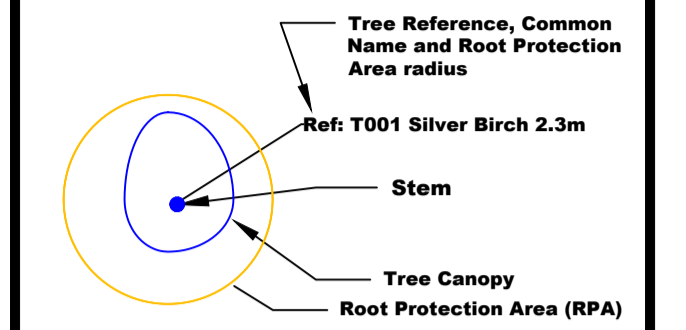 Tree Reference, Common
Name and Root Protection
Area radius
Ref: T001 Silver Birch 2.3m
Stem
Tree Canopy
Root Protection Area (RPA)